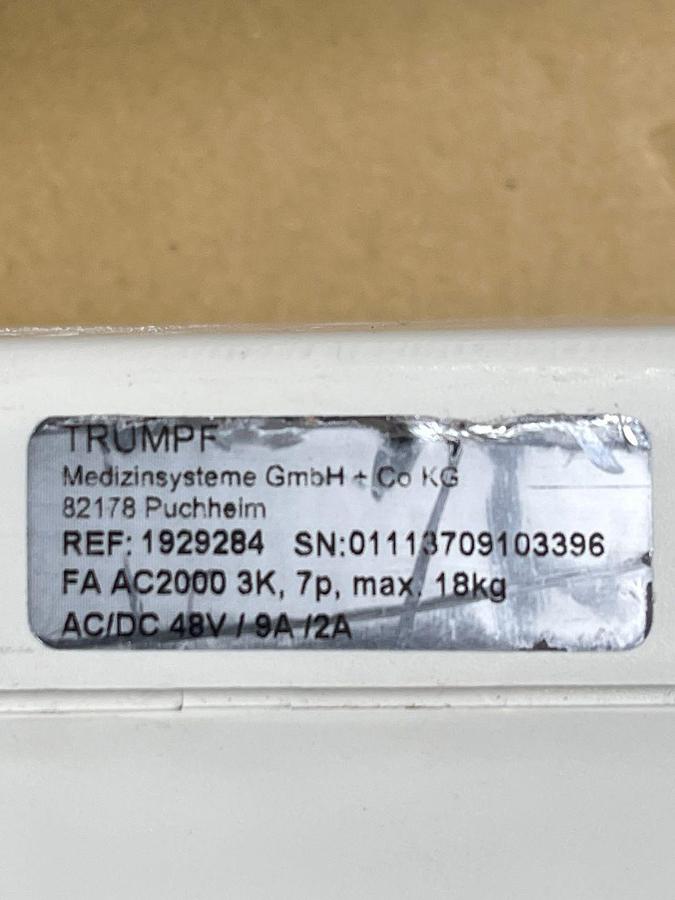 TRUMPF
Medizinsysteme GmbH + Co KG
82178 Puchheim
REF: 1929284 SN:01113709103396
FA AC2000 3K, 7p, max. 18kg
AC/DC 48V / 9A /2A